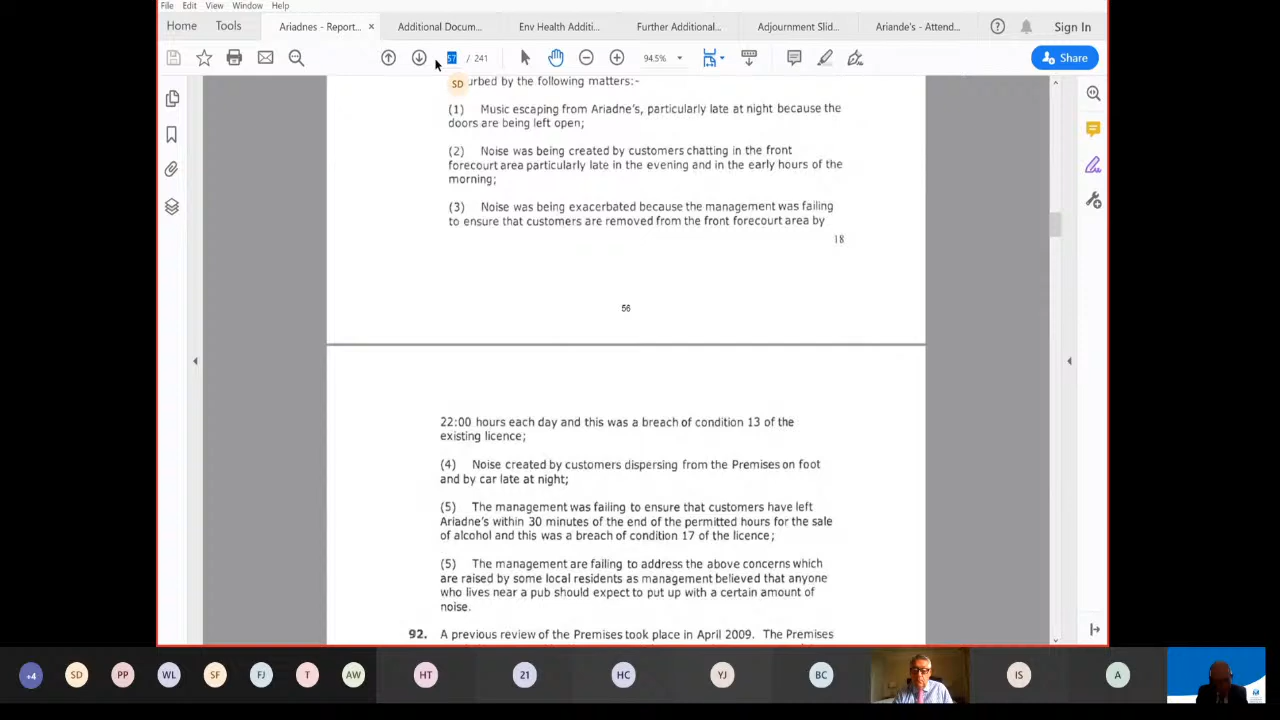 File Edit View Window Help
Home Tools Ariadnes - Report... × Additional Docum... Env Health Additi... Further Additional... Adjournment Slid... Ariande's - Attend... Sign In
57 / 241 94.5% Share
SD
urbed by the following matters:-
(1) Music escaping from Ariadne's, particularly late at night because the
doors are being left open;
(2) Noise was being created by customers chatting in the front
forecourt area particularly late in the evening and in the early hours of the
morning;
(3) Noise was being exacerbated because the management was failing
to ensure that customers are removed from the front forecourt area by
18
56
22:00 hours each day and this was a breach of condition 13 of the
existing licence;
(4) Noise created by customers dispersing from the Premises on foot
and by car late at night;
(5) The management was failing to ensure that customers have left
Ariadne's within 30 minutes of the end of the permitted hours for the sale
of alcohol and this was a breach of condition 17 of the licence;
(5) The management are failing to address the above concerns which
are raised by some local residents as management believed that anyone
who lives near a pub should expect to put up with a certain amount of
noise.
92. A previous review of the Premises took place in April 2009. The Premises
+4 SD PP WL SF FJ T AW HT 21 HC YJ BC IS A